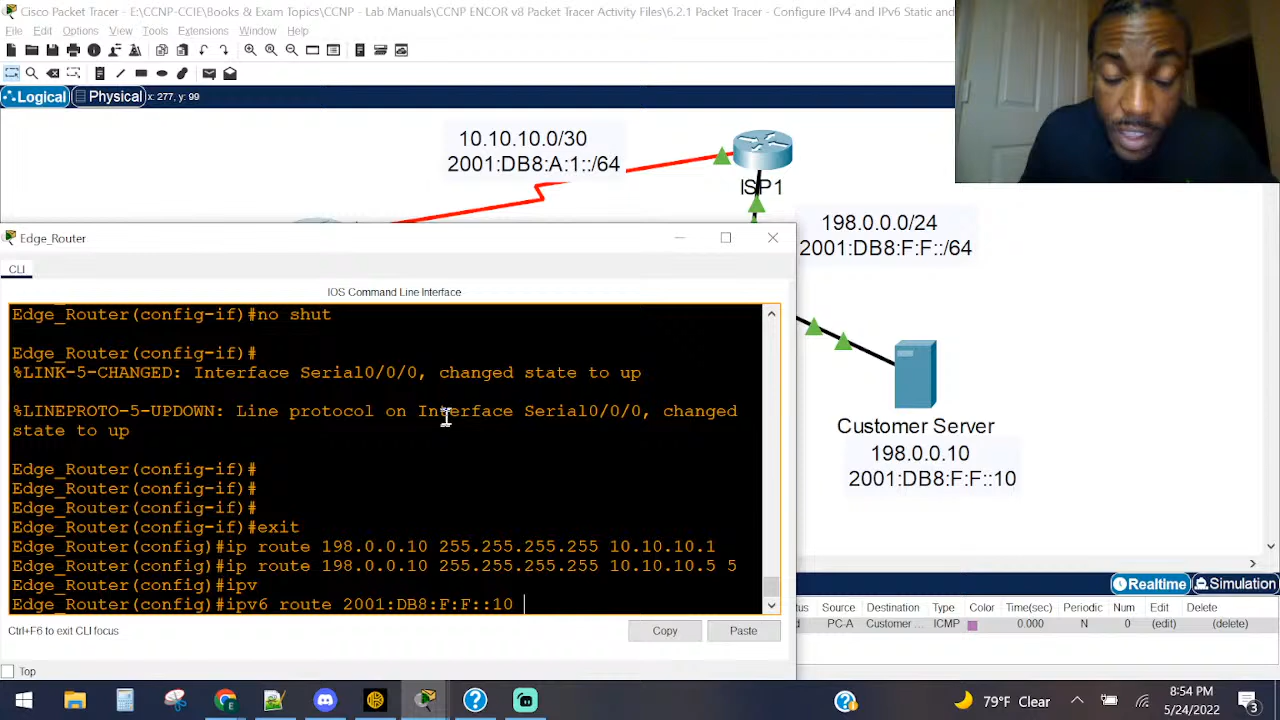 Cisco Packet Tracer - E:\CCNP-CCIE\Books & Exam Topics\CCNP - Lab Manuals\CCNP ENCOR v8 Packet Tracer Activity Files\6.2.1 Packet Tracer - Configure IPv4 and IPv6 Static and
File Edit Options View Tools Extensions Window Help
Logical Physical x: 277, y: 99
10.10.10.0/30
2001:DB8:A:1::/64
ISP1
198.0.0.0/24
2001:DB8:F:F::/64
Edge_Router
CLI
IOS Command Line Interface
Edge_Router(config-if)#no shut
Edge_Router(config-if)#
%LINK-5-CHANGED: Interface Serial0/0/0, changed state to up
%LINEPROTO-5-UPDOWN: Line protocol on Interface Serial0/0/0, changed
state to up
Edge_Router(config-if)#
Edge_Router(config-if)#
Edge_Router(config-if)#
Edge_Router(config-if)#exit
Edge_Router(config)#ip route 198.0.0.10 255.255.255.255 10.10.10.1
Edge_Router(config)#ip route 198.0.0.10 255.255.255.255 10.10.10.5 5
Edge_Router(config)#ipv
Edge_Router(config)#ipv6 route 2001:DB8:F:F::10
Ctrl+F6 to exit CLI focus
Copy Paste
Top
Customer Server
198.0.0.10
2001:DB8:F:F::10
Realtime Simulation
tus Source Destination Type Color Time(sec) Periodic Num Edit Delete
d PC-A Customer ... ICMP 0.000 N 0 (edit) (delete)
79°F Clear
8:54 PM
5/24/2022
3